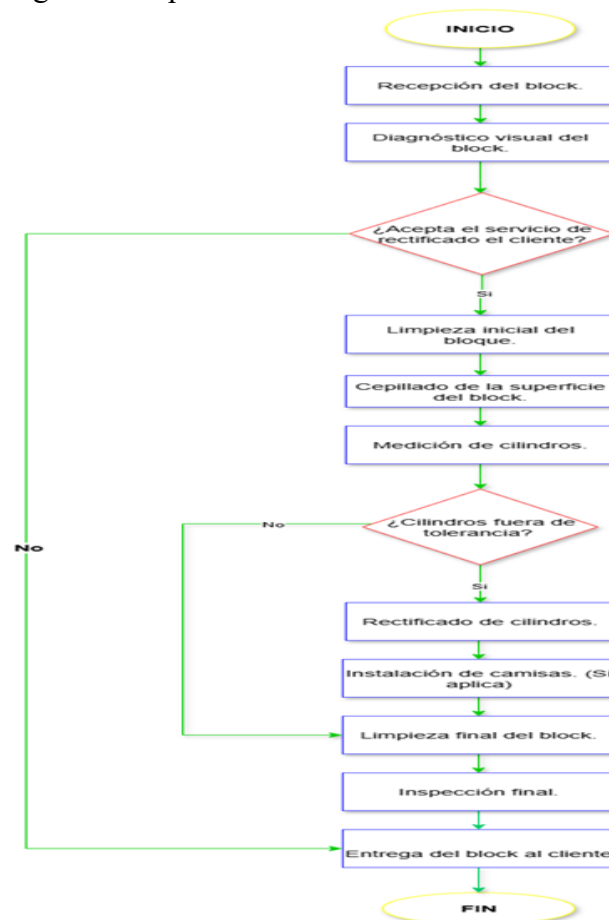 INICIO
Recepción del block.
Diagnóstico visual del
block.
¿Acepta el servicio de
rectificado el cliente?
Si
Limpieza inicial del
bloque.
Cepillado de la superficie
del block.
Medición de cilindros.
¿Cilindros fuera de
tolerancia?
No
No
Si
Rectificado de cilindros.
Instalación de camisas. (Si
aplica)
Limpieza final del block.
Inspección final.
Entrega del block al cliente
FIN